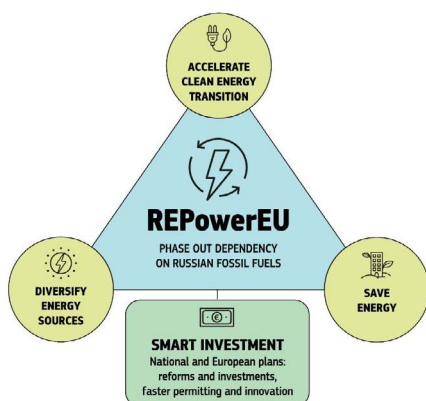 ACCELERATE
CLEAN ENERGY
TRANSITION
REPowerEU
PHASE OUT DEPENDENCY
ON RUSSIAN FOSSIL FUELS
DIVERSIFY
ENERGY
SOURCES
SAVE
ENERGY
€
SMART INVESTMENT
National and European plans:
reforms and investments,
faster permitting and innovation